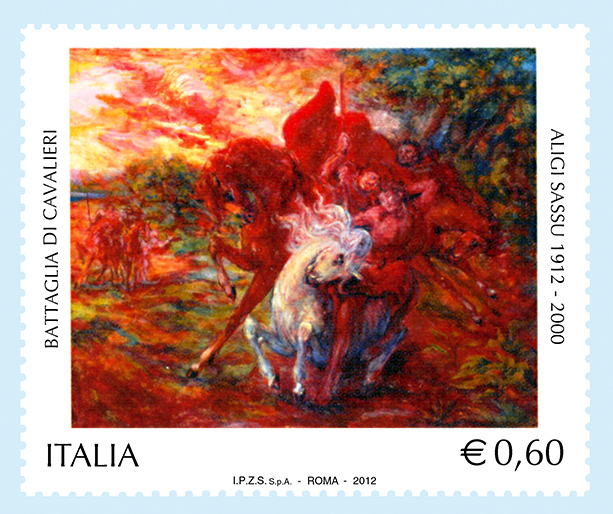 BATTAGLIA DI CAVALIERI
ALIGI SASSU 1912 - 2000
ITALIA
€ 0,60
I.P.Z.S. S.p.A. - ROMA - 2012